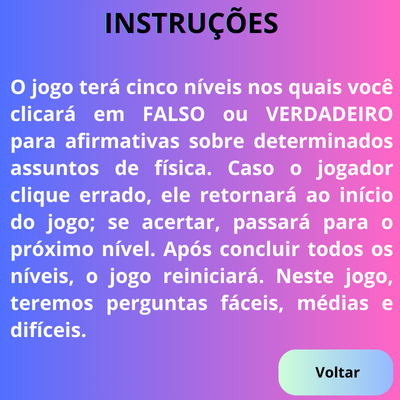 INSTRUÇÕES
O jogo terá cinco níveis nos quais você
clicará em FALSO ou VERDADEIRO
para afirmativas sobre determinados
assuntos de física. Caso o jogador
clique errado, ele retornará ao início
do jogo; se acertar, passará para o
próximo nível. Após concluir todos os
níveis, o jogo reiniciará. Neste jogo,
teremos perguntas fáceis, médias e
difíceis.
Voltar